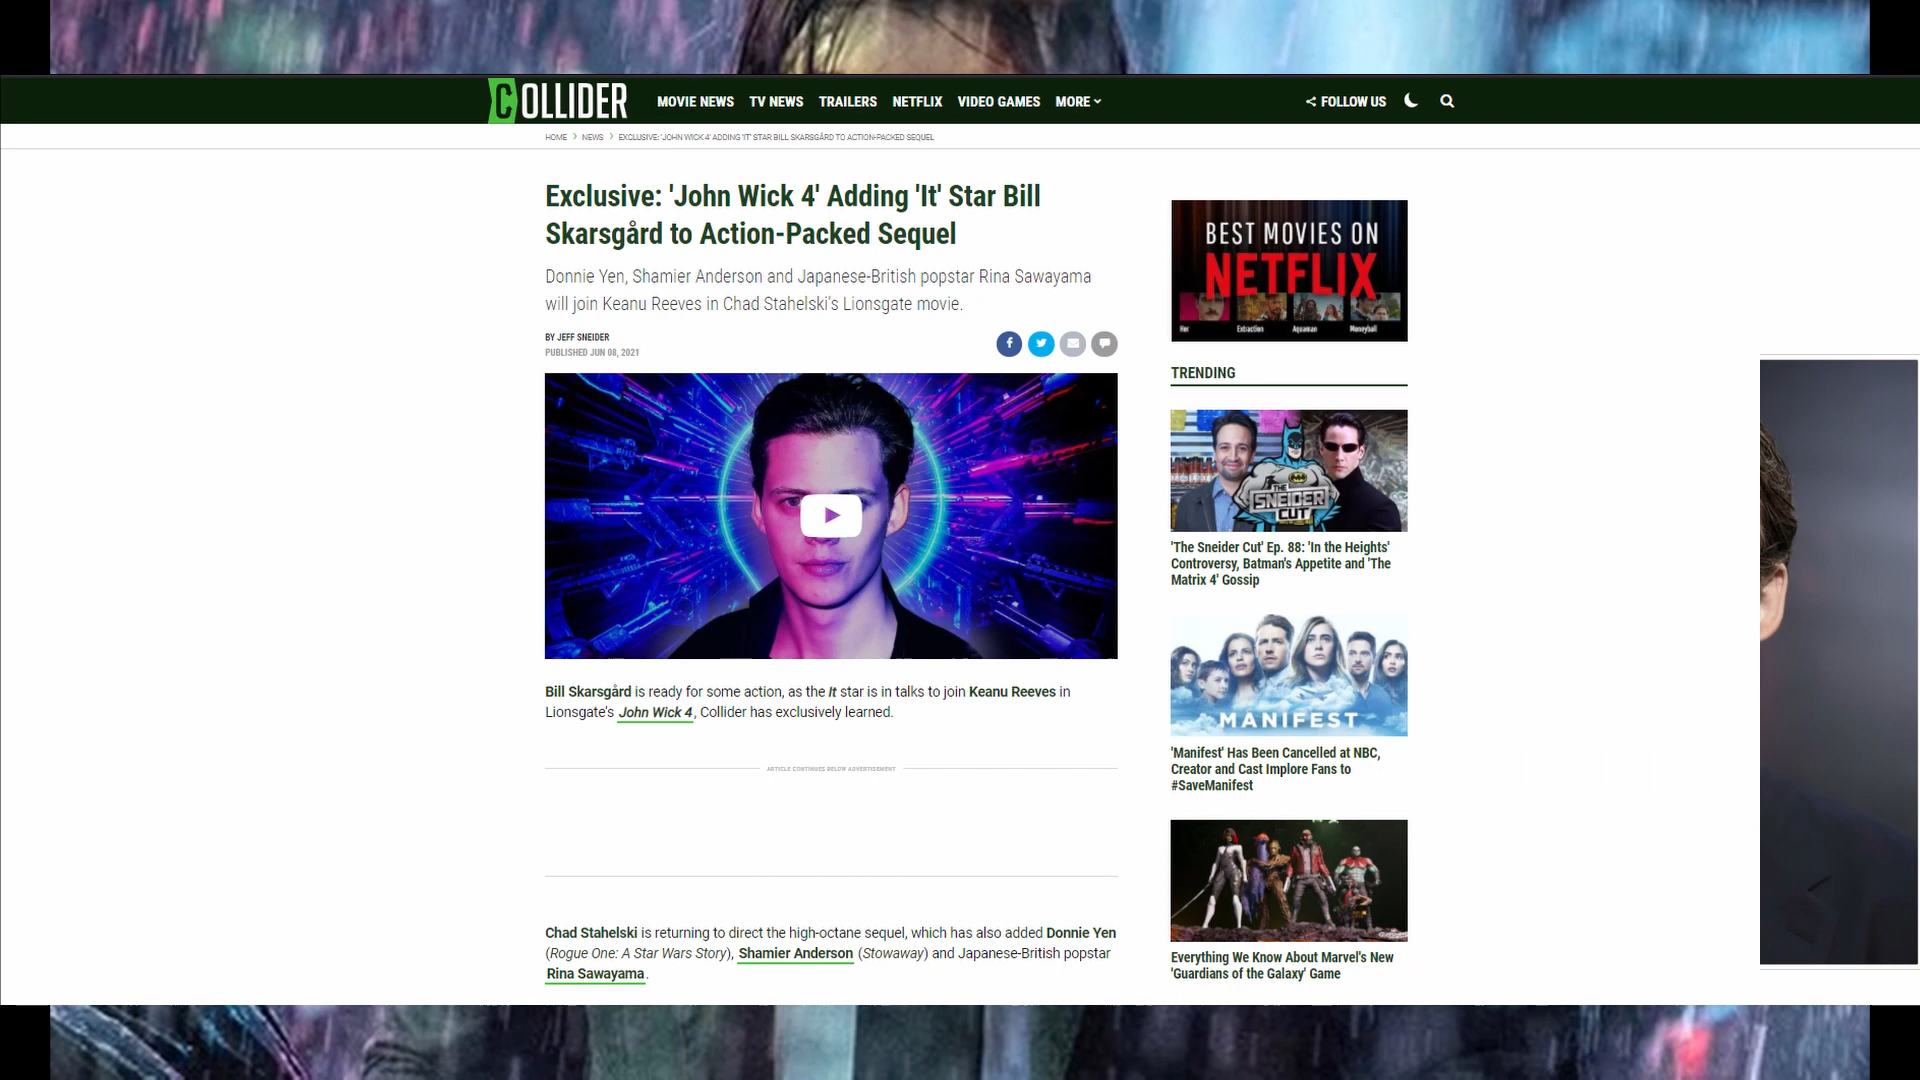 COLLIDER
MOVIE NEWS TV NEWS TRAILERS NETFLIX VIDEO GAMES MORE
FOLLOW US
HOME > NEWS > EXCLUSIVE: 'JOHN WICK 4' ADDING 'IT' STAR BILL SKARSGÅRD TO ACTION-PACKED SEQUEL
Exclusive: 'John Wick 4' Adding 'It' Star Bill
Skarsgård to Action-Packed Sequel
Donnie Yen, Shamier Anderson and Japanese-British popstar Rina Sawayama
will join Keanu Reeves in Chad Stahelski's Lionsgate movie.
BY JEFF SNEIDER
PUBLISHED JUN 08, 2021
Bill Skarsgård is ready for some action, as the It star is in talks to join Keanu Reeves in
Lionsgate's John Wick 4, Collider has exclusively learned.
ARTICLE CONTINUES BELOW ADVERTISEMENT
Chad Stahelski is returning to direct the high-octane sequel, which has also added Donnie Yen
(Rogue One: A Star Wars Story), Shamier Anderson (Stowaway) and Japanese-British popstar
Rina Sawayama.
BEST MOVIES ON
NETFLIX
Her Extraction Aquaman Moneyball
TRENDING
THE
SNEIDER
CUT
'The Sneider Cut' Ep. 88: 'In the Heights'
Controversy, Batman's Appetite and 'The
Matrix 4' Gossip
MANIFEST
'Manifest' Has Been Cancelled at NBC,
Creator and Cast Implore Fans to
#SaveManifest
Everything We Know About Marvel's New
'Guardians of the Galaxy' Game